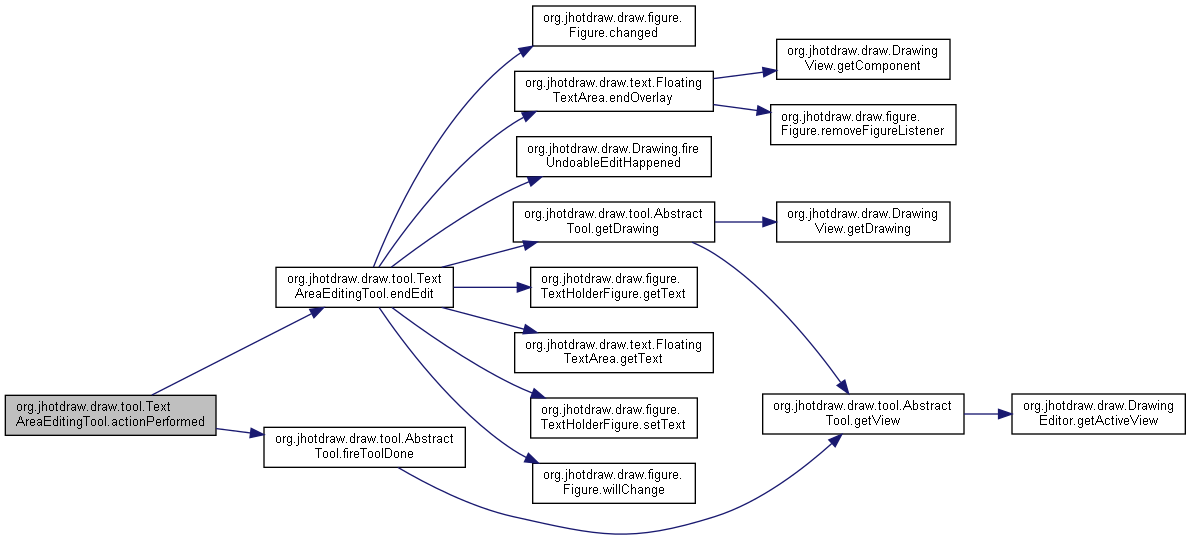 org.jhotdraw.draw.figure.
Figure.changed
org.jhotdraw.draw.Drawing
View.getComponent
org.jhotdraw.draw.text.Floating
TextArea.endOverlay
org.jhotdraw.draw.figure.
Figure.removeFigureListener
org.jhotdraw.draw.Drawing.fire
UndoableEditHappened
org.jhotdraw.draw.tool.Abstract
Tool.getDrawing
org.jhotdraw.draw.Drawing
View.getDrawing
org.jhotdraw.draw.tool.Text
AreaEditingTool.endEdit
org.jhotdraw.draw.figure.
TextHolderFigure.getText
org.jhotdraw.draw.text.Floating
TextArea.getText
org.jhotdraw.draw.tool.Text
AreaEditingTool.actionPerformed
org.jhotdraw.draw.figure.
TextHolderFigure.setText
org.jhotdraw.draw.tool.Abstract
Tool.getView
org.jhotdraw.draw.Drawing
Editor.getActiveView
org.jhotdraw.draw.tool.Abstract
Tool.fireToolDone
org.jhotdraw.draw.figure.
Figure.willChange